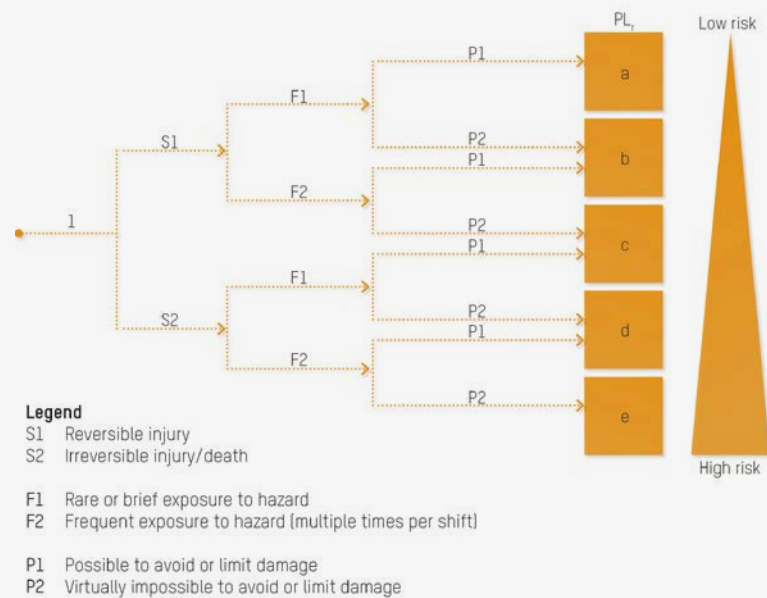 PLr
Low risk
P1
a
F1
P2
S1
P1
b
F2
1
P2
c
P1
F1
S2
P2
P1
d
F2
P2
e
High risk
Legend
S1 Reversible injury
S2 Irreversible injury/death
F1 Rare or brief exposure to hazard
F2 Frequent exposure to hazard (multiple times per shift)
P1 Possible to avoid or limit damage
P2 Virtually impossible to avoid or limit damage